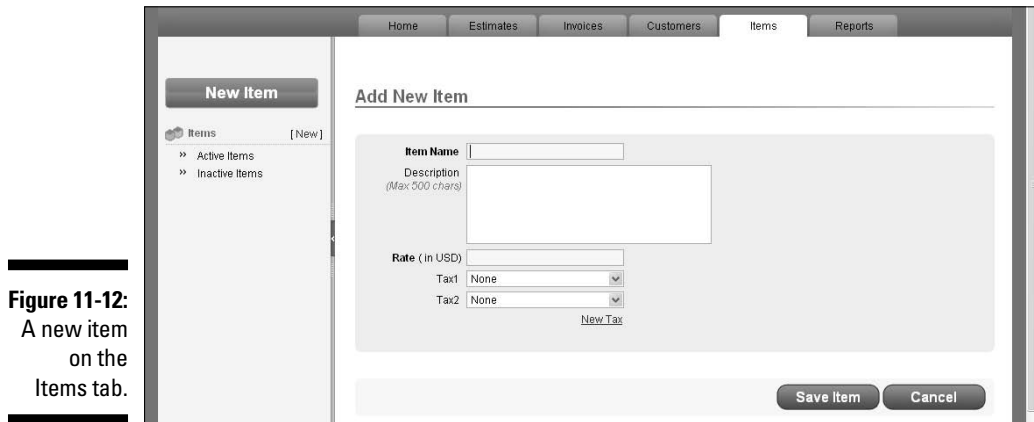 Home Estimates Invoices Customers Items Reports
New Item
Items [ New ]
» Active Items
» Inactive Items
Add New Item
Item Name
Description
(Max 500 chars)
Rate ( in USD)
Tax1 None
Tax2 None
New Tax
Save Item Cancel
Figure 11-12:
A new item
on the
Items tab.